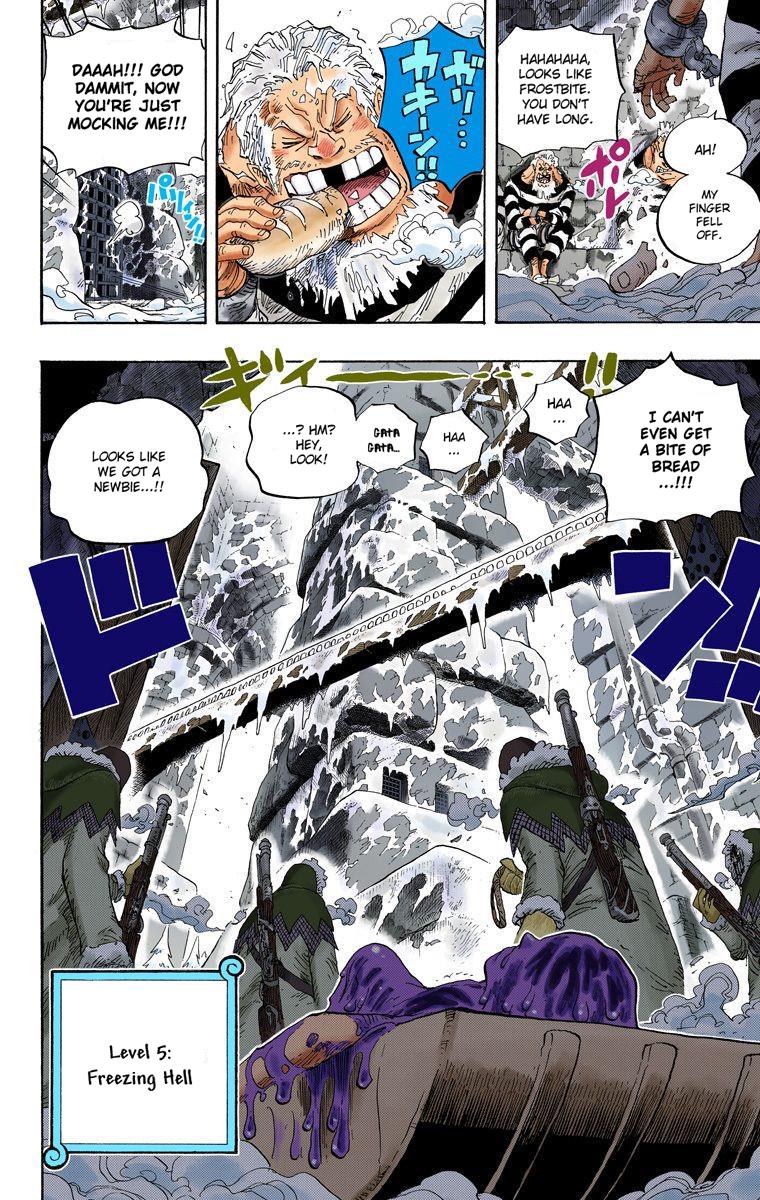 HAHAHAHA,
LOOKS LIKE
FROSTBITE.
YOU DON'T
HAVE LONG.
AH!
MY
FINGER
FELL
OFF.
ポロ
ガリ…
カキーン!!
DAAAH!!! GOD
DAMMIT, NOW
YOU'RE JUST
MOCKING ME!!!
I CAN'T
EVEN GET
A BITE OF
BREAD
...!!!
HAA
...
HAA
...
GATA
GATA...
...? HM?
HEY,
LOOK!
LOOKS LIKE
WE GOT A
NEWBIE...!!
ギィー……!!
ドン!!
Level 5:
Freezing Hell